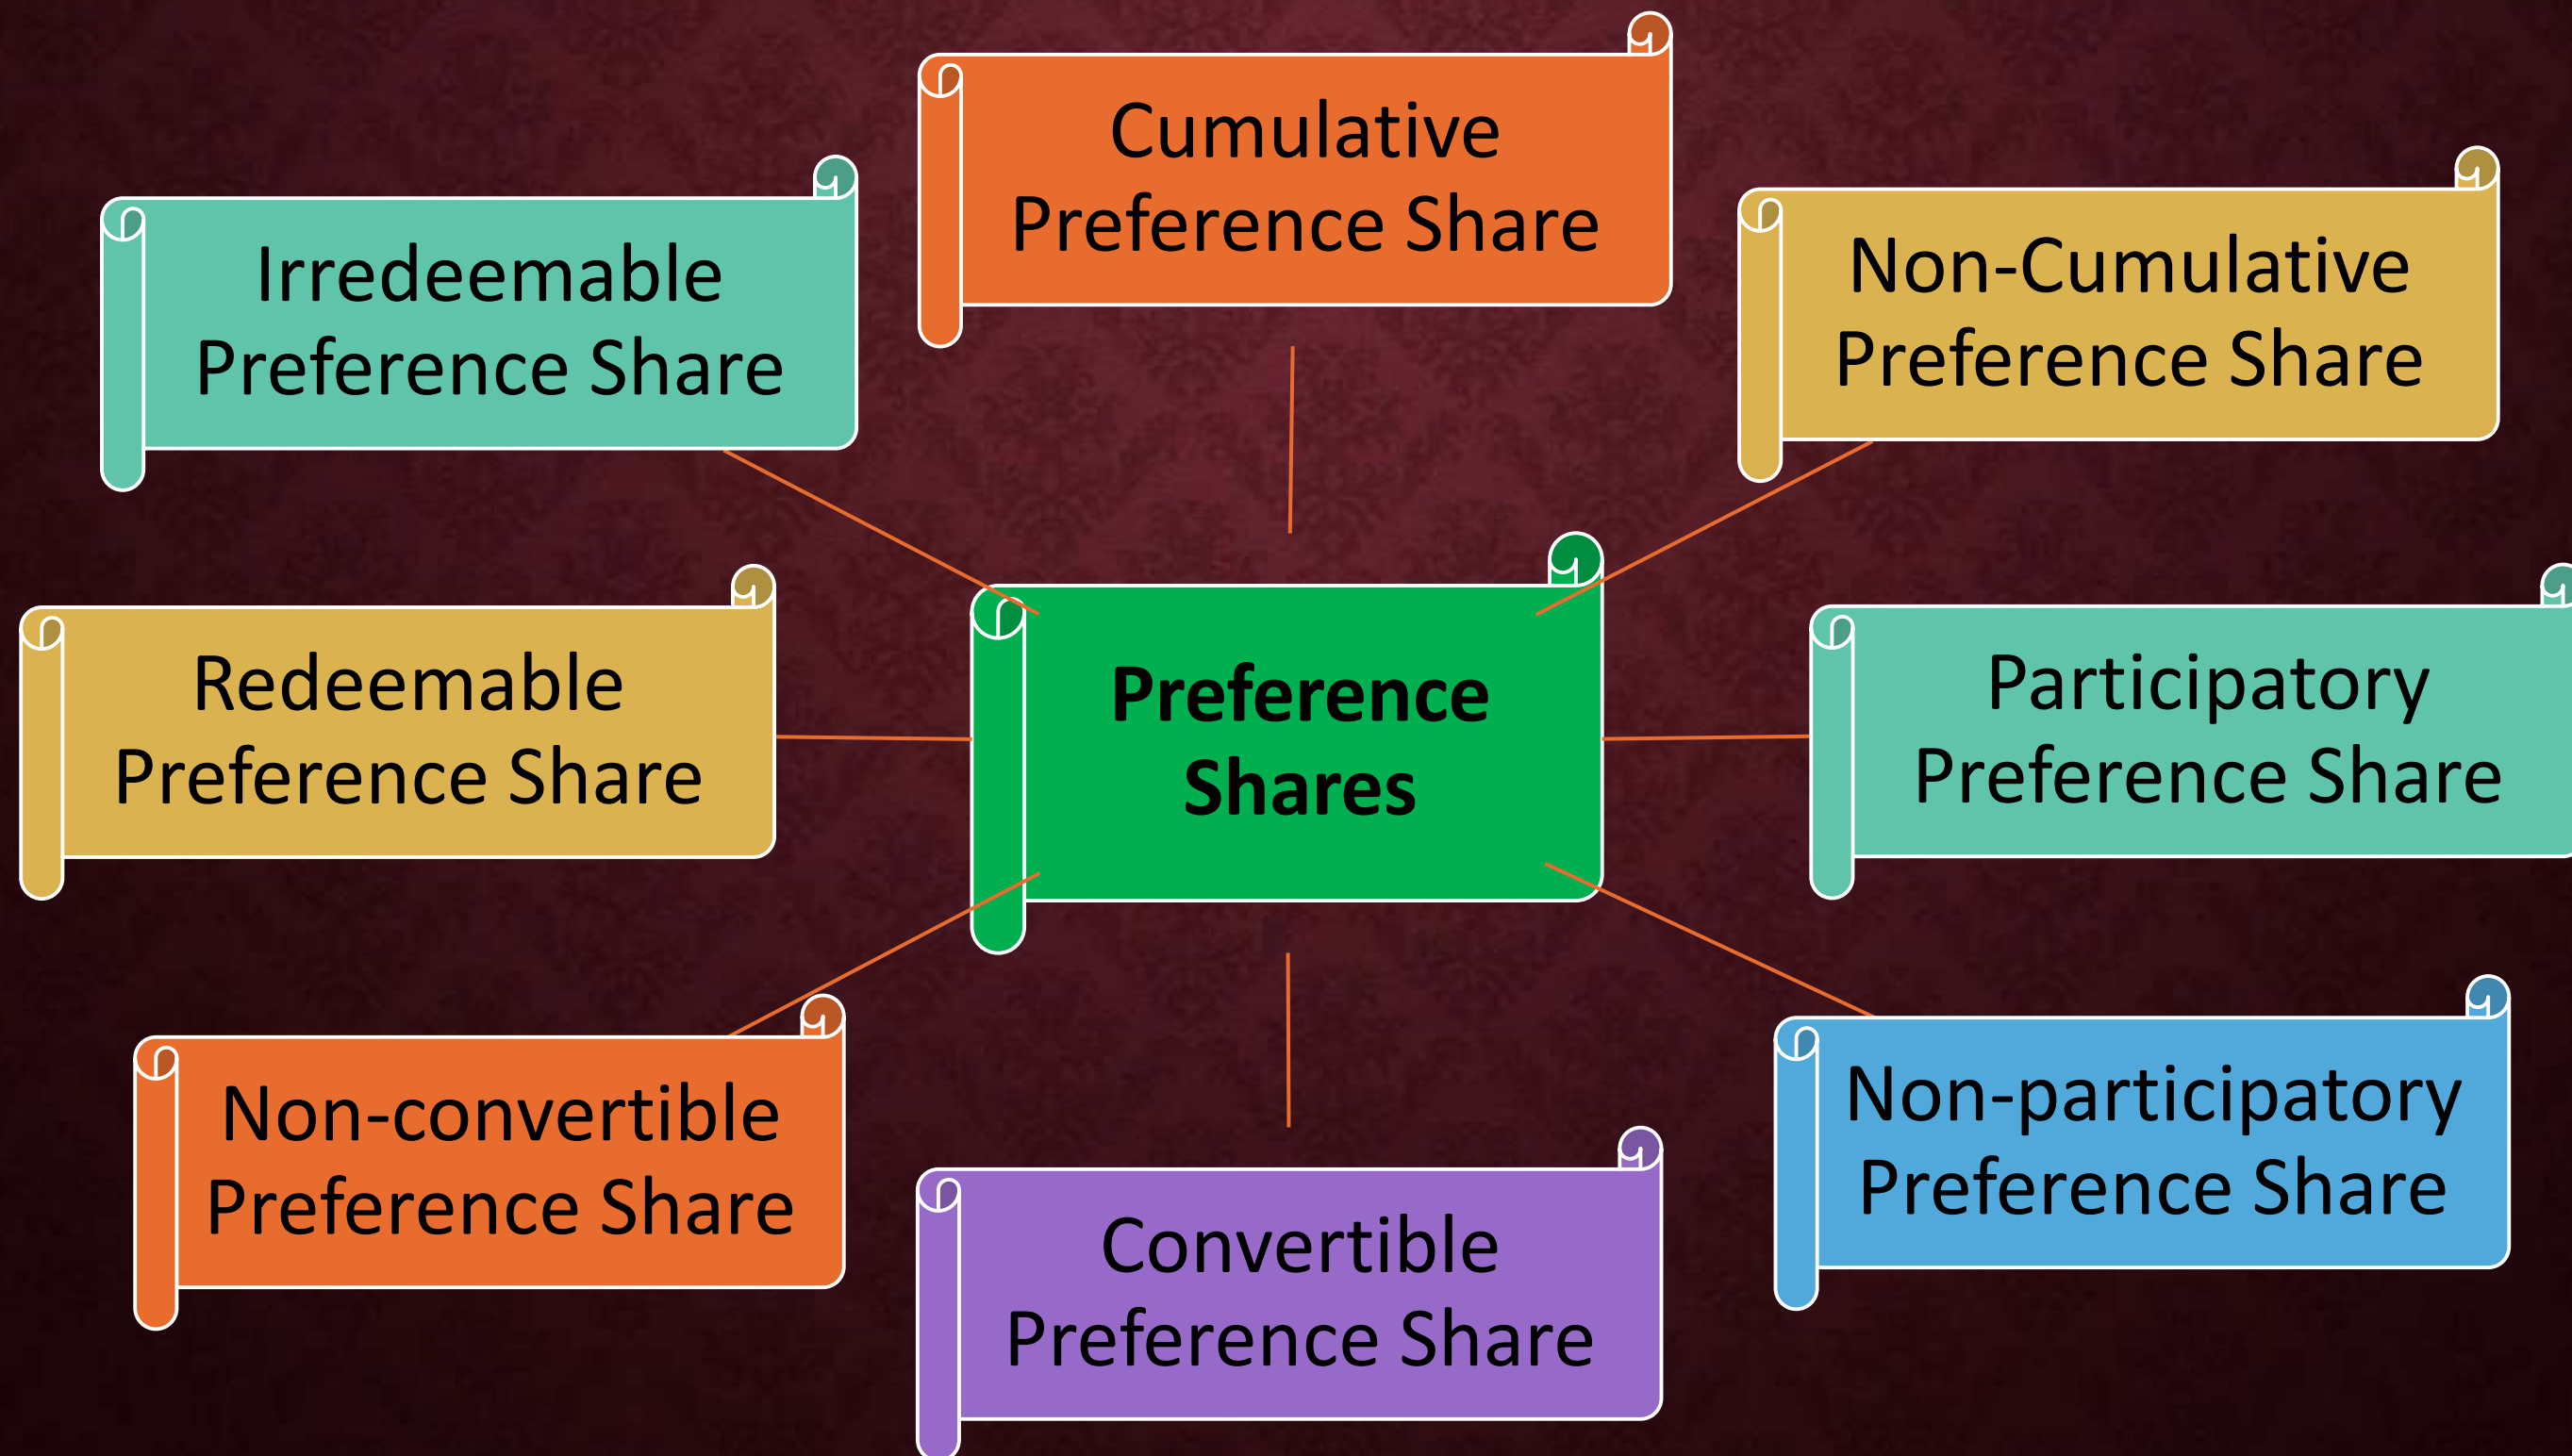 Cumulative
Preference Share
Irredeemable
Preference Share
Non-Cumulative
Preference Share
Redeemable
Preference Share
Preference
Shares
Participatory
Preference Share
Non-convertible
Preference Share
Non-participatory
Preference Share
Convertible
Preference Share